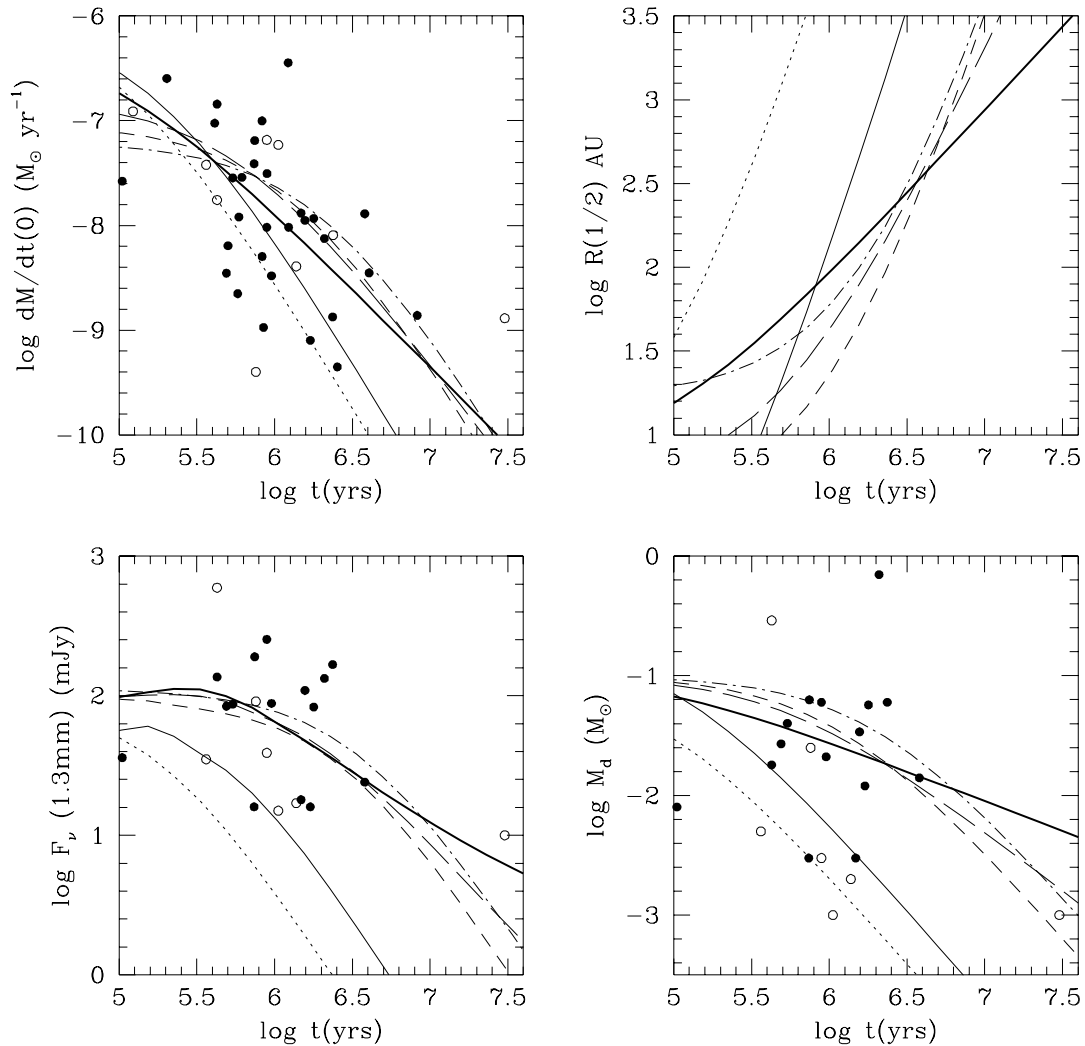 log dM/dt(0) (M⊙ yr⁻¹)
−6
−7
−8
−9
−10
5 5.5 6 6.5 7 7.5
log t(yrs)
log R(1/2) AU
3.5
3
2.5
2
1.5
1
5 5.5 6 6.5 7 7.5
log t(yrs)
log Fν (1.3mm) (mJy)
3
2
1
0
5 5.5 6 6.5 7 7.5
log t(yrs)
log Md (M⊙)
0
−1
−2
−3
5 5.5 6 6.5 7 7.5
log t(yrs)